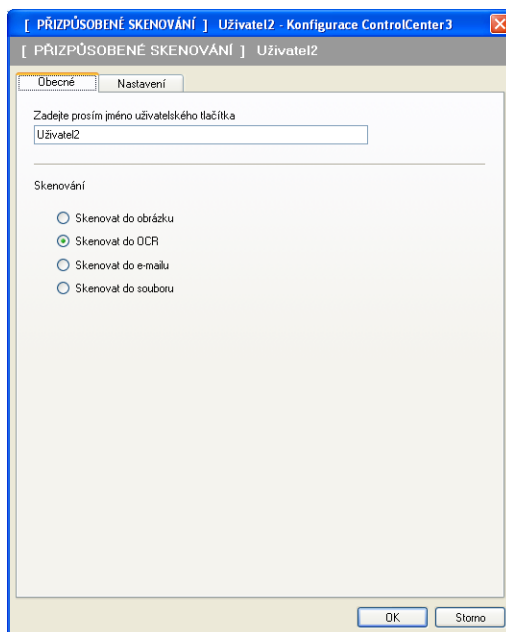 [ PŘIZPŮSOBENÉ SKENOVÁNÍ ] Uživatel2 - Konfigurace ControlCenter3
[ PŘIZPŮSOBENÉ SKENOVÁNÍ ] Uživatel2
Obecné Nastavení
Zadejte prosím jméno uživatelského tlačítka
Uživatel2
Skenování
Skenovat do obrázku
Skenovat do OCR
Skenovat do e-mailu
Skenovat do souboru
OK Storno